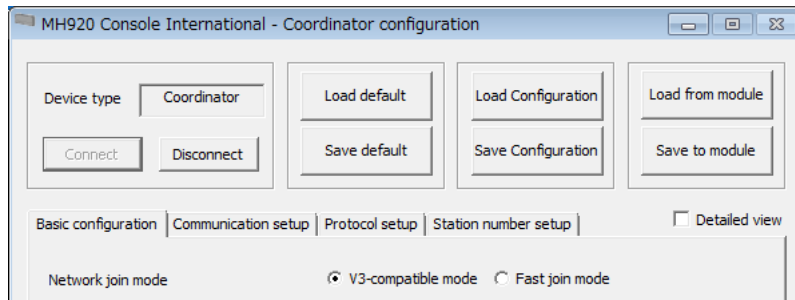 MH920 Console International - Coordinator configuration
Device type Coordinator Load default Load Configuration Load from module
Connect Disconnect Save default Save Configuration Save to module
Basic configuration Communication setup Protocol setup Station number setup Detailed view
Network join mode V3-compatible mode Fast join mode